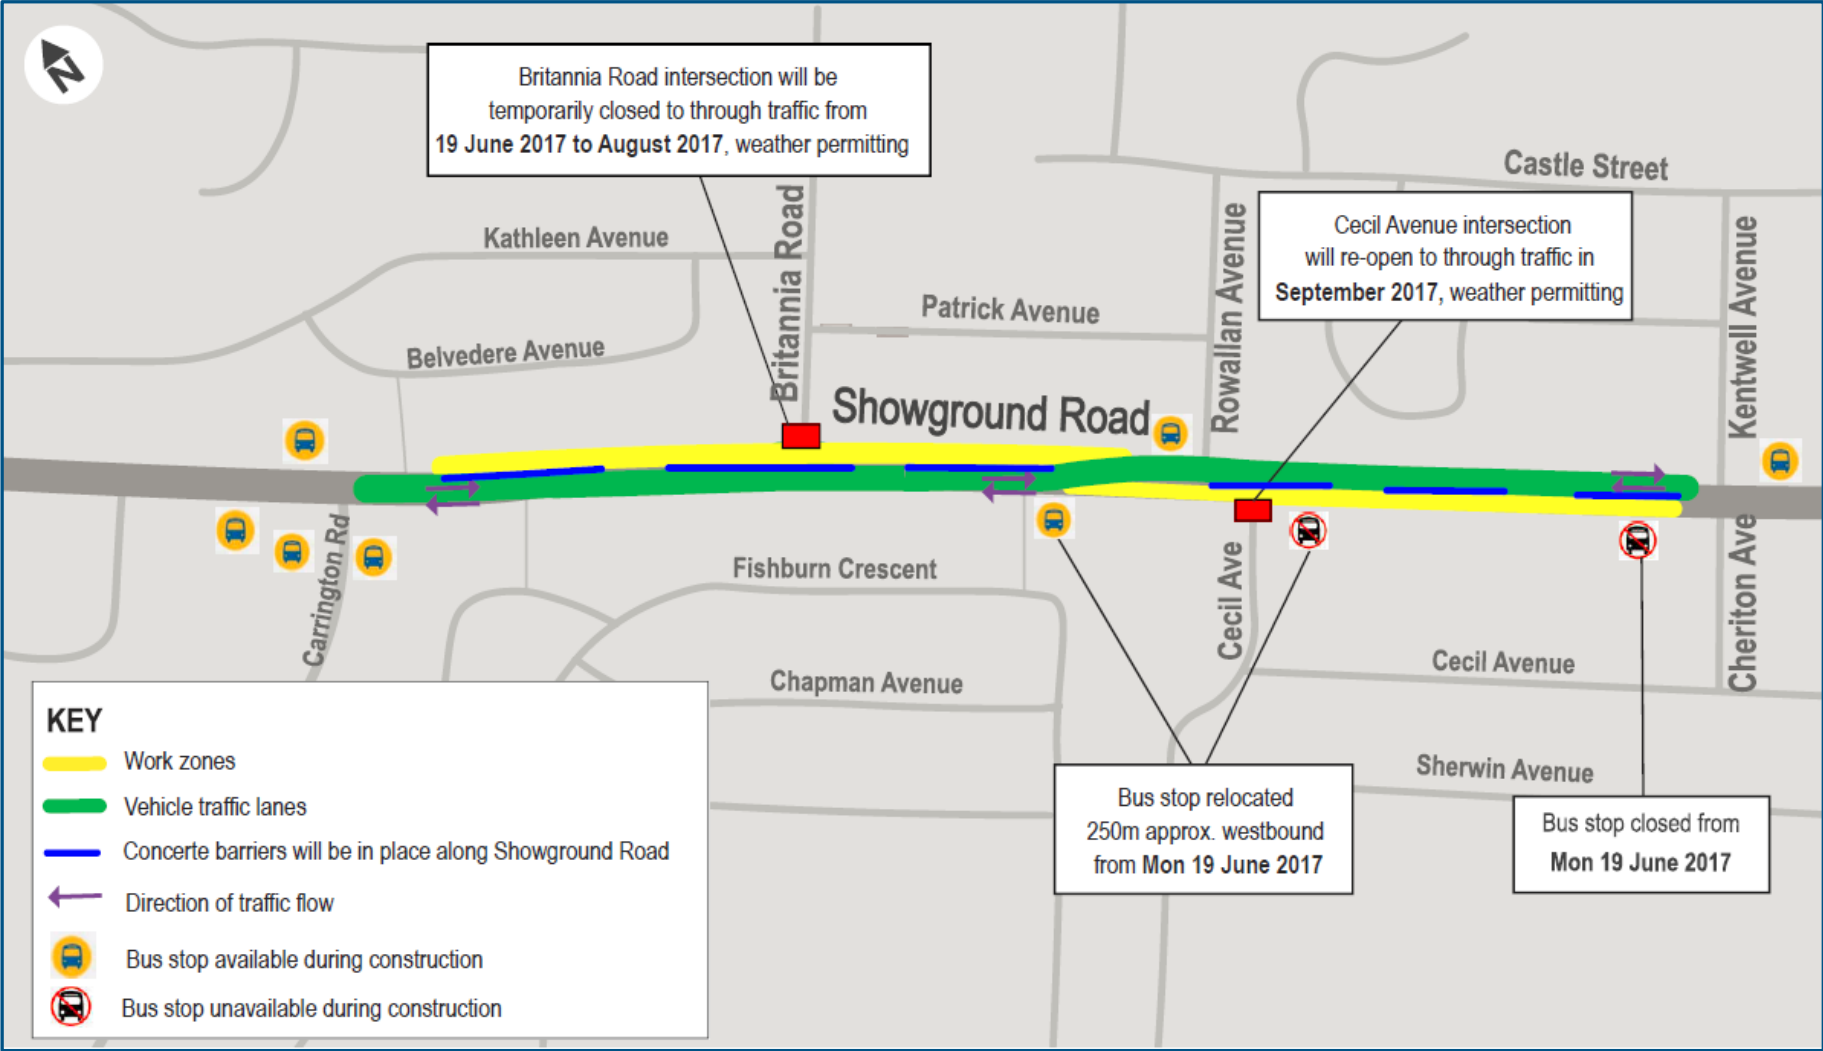 N
Britannia Road intersection will be
temporarily closed to through traffic from
19 June 2017 to August 2017, weather permitting
Castle Street
Cecil Avenue intersection
will re-open to through traffic in
September 2017, weather permitting
Kathleen Avenue
Britannia Road
Rowallan Avenue
Kentwell Avenue
Patrick Avenue
Belvedere Avenue
Showground Road
Carrington Rd
Fishburn Crescent
Cecil Ave
Cheriton Ave
Cecil Avenue
Chapman Avenue
Sherwin Avenue
Bus stop relocated
250m approx. westbound
from Mon 19 June 2017
Bus stop closed from
Mon 19 June 2017
KEY
Work zones
Vehicle traffic lanes
Concerte barriers will be in place along Showground Road
Direction of traffic flow
Bus stop available during construction
Bus stop unavailable during construction